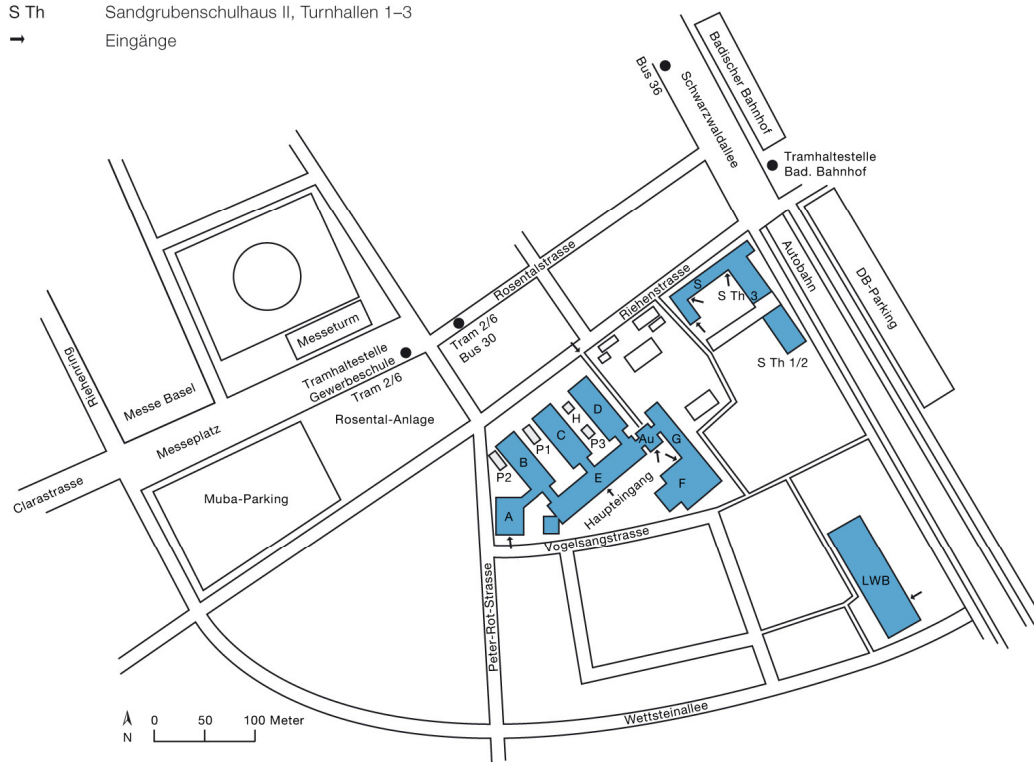 S Th Sandgrubenschulhaus II, Turnhallen 1–3
→ Eingänge
Badischer Bahnhof
Bus 36
Schwarzwaldallee
Tramhaltestelle
Bad. Bahnhof
Autobahn
DB-Parking
Rosentalstrasse
Riehenstrasse
S
S Th 3
S Th 1/2
Messeturm
Tramhaltestelle
Gewerbeschule
Tram 2/6
Tram 2/6
Bus 30
Riehenring
Messe Basel
Messeplatz
Rosental-Anlage
Clarastrasse
Muba-Parking
D
H
C
P3
P1
B
P2
A
E
Au
G
F
Haupteingang
Vogelsangstrasse
LWB
Peter-Rot-Strasse
Wettsteinallee
N
0 50 100 Meter